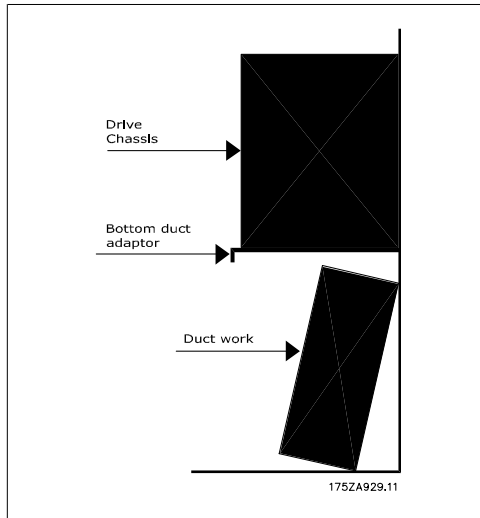 Drive
Chassis
Bottom duct
adaptor
Duct work
175ZA929.11